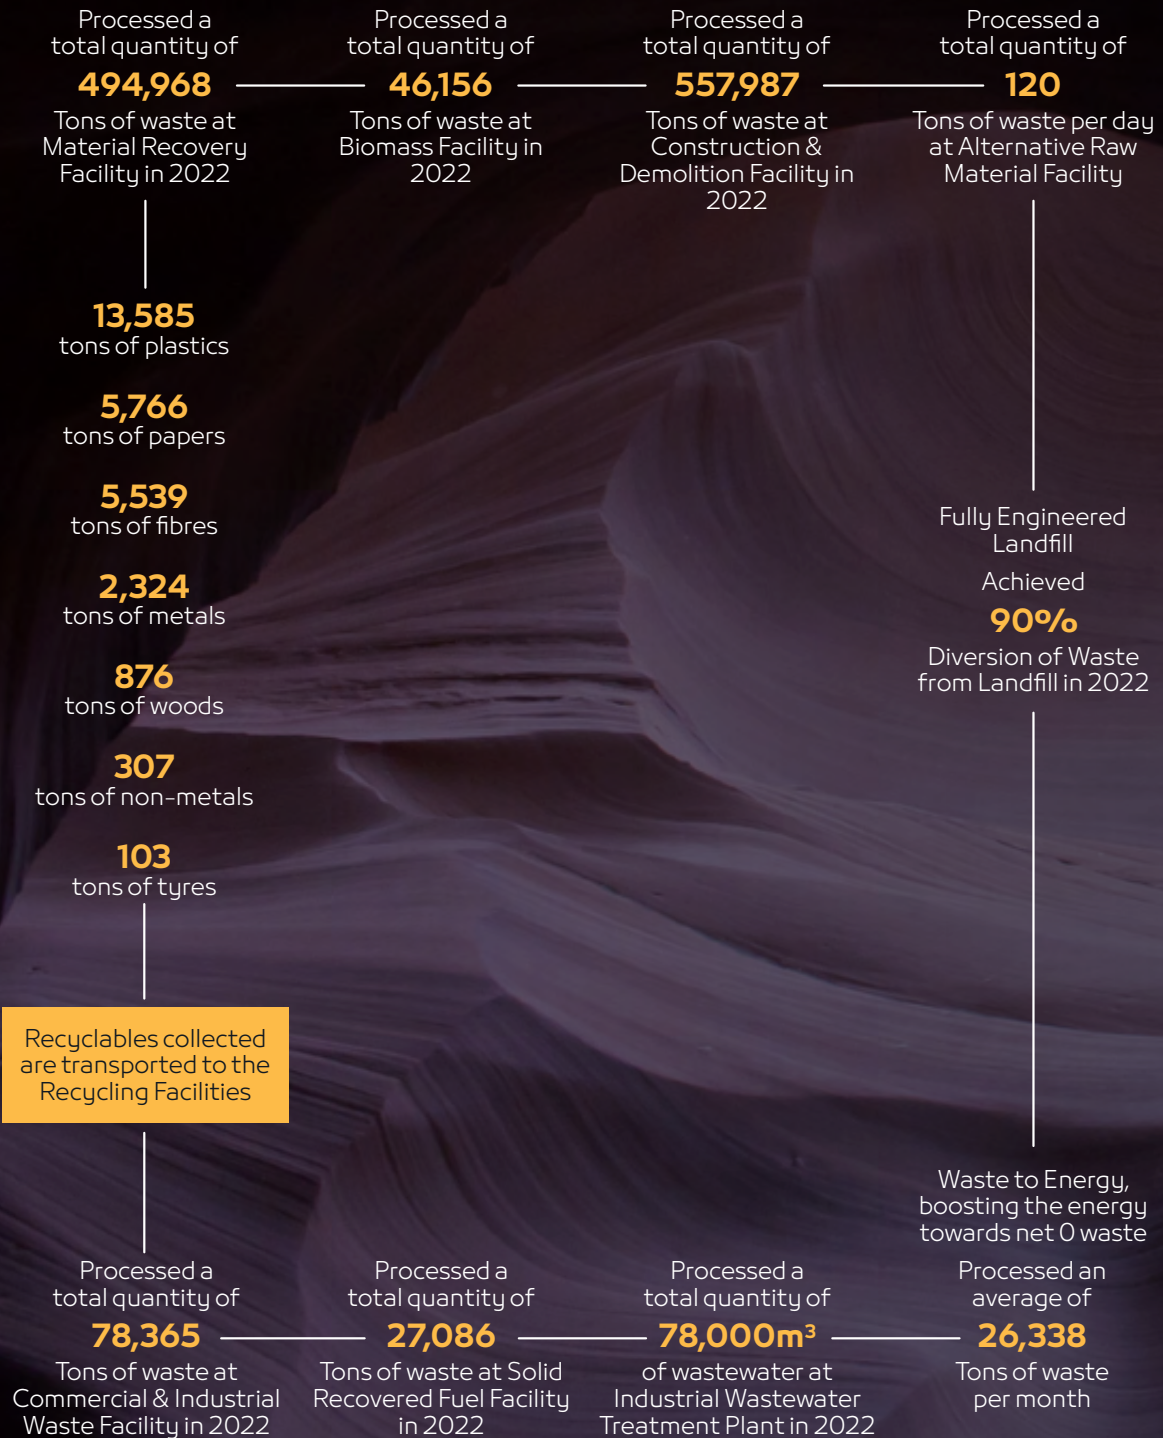 Processed a
total quantity of
494,968
Tons of waste at
Material Recovery
Facility in 2022
Processed a
total quantity of
46,156
Tons of waste at
Biomass Facility in
2022
Processed a
total quantity of
557,987
Tons of waste at
Construction &
Demolition Facility in
2022
Processed a
total quantity of
120
Tons of waste per day
at Alternative Raw
Material Facility
13,585
tons of plastics
5,766
tons of papers
5,539
tons of fibres
2,324
tons of metals
876
tons of woods
307
tons of non-metals
103
tons of tyres
Recyclables collected
are transported to the
Recycling Facilities
Fully Engineered
Landfill
Achieved
90%
Diversion of Waste
from Landfill in 2022
Processed a
total quantity of
78,365
Tons of waste at
Commercial & Industrial
Waste Facility in 2022
Processed a
total quantity of
27,086
Tons of waste at Solid
Recovered Fuel Facility
in 2022
Processed a
total quantity of
78,000m³
of wastewater at
Industrial Wastewater
Treatment Plant in 2022
Waste to Energy,
boosting the energy
towards net 0 waste
Processed an
average of
26,338
Tons of waste
per month